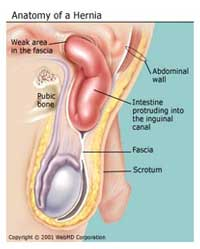 Anatomy of a Hernia
Weak area
in the fascia
Abdominal
wall
Pubic
bone
Intestine
protruding into
the inguinal
canal
Fascia
Scrotum
Copyright © 2001 WebMD Corporation